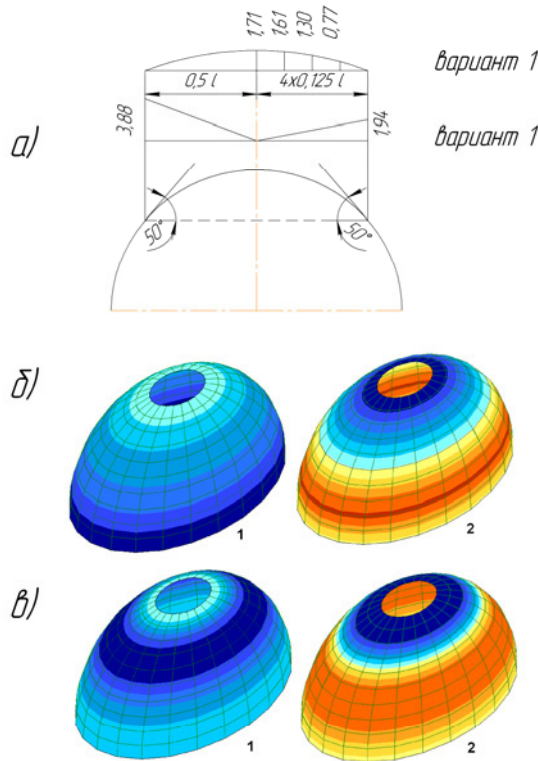 1,71 1,61 1,30 0,77
вариант 1
0,5 l 4x0,125 l
3,88 1,94
а) вариант 1
50° 50°
б)
1 2
в)
1 2